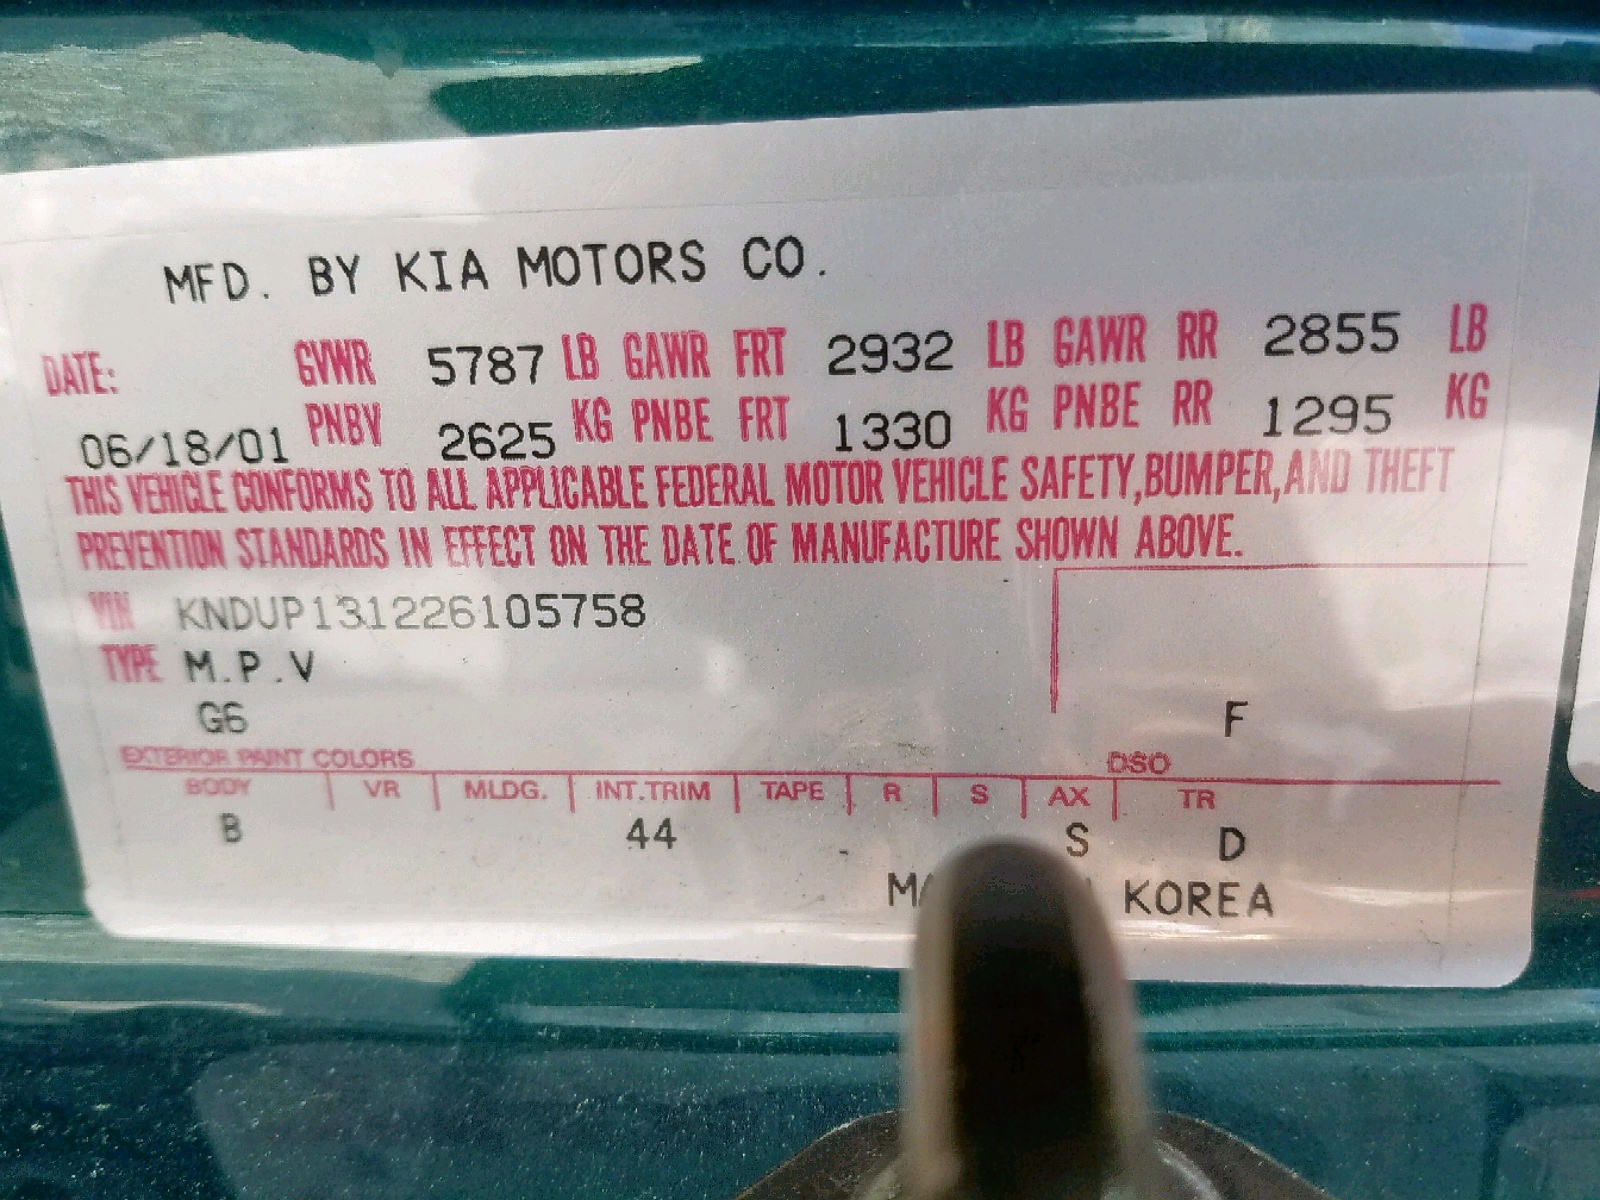 MFD. BY KIA MOTORS CO.
DATE: GVWR 5787 LB GAWR FRT 2932 LB GAWR RR 2855 LB
06/18/01 PNBV 2625 KG PNBE FRT 1330 KG PNBE RR 1295 KG
THIS VEHICLE CONFORMS TO ALL APPLICABLE FEDERAL MOTOR VEHICLE SAFETY,BUMPER,AND THEFT
PREVENTION STANDARDS IN EFFECT ON THE DATE OF MANUFACTURE SHOWN ABOVE.
VIN KNDUP131226105758
TYPE M.P.V
G6 F
EXTERIOR PAINT COLORS DSO
BODY VR MLDG. INT.TRIM TAPE R S AX TR
B 44 S D
KOREA